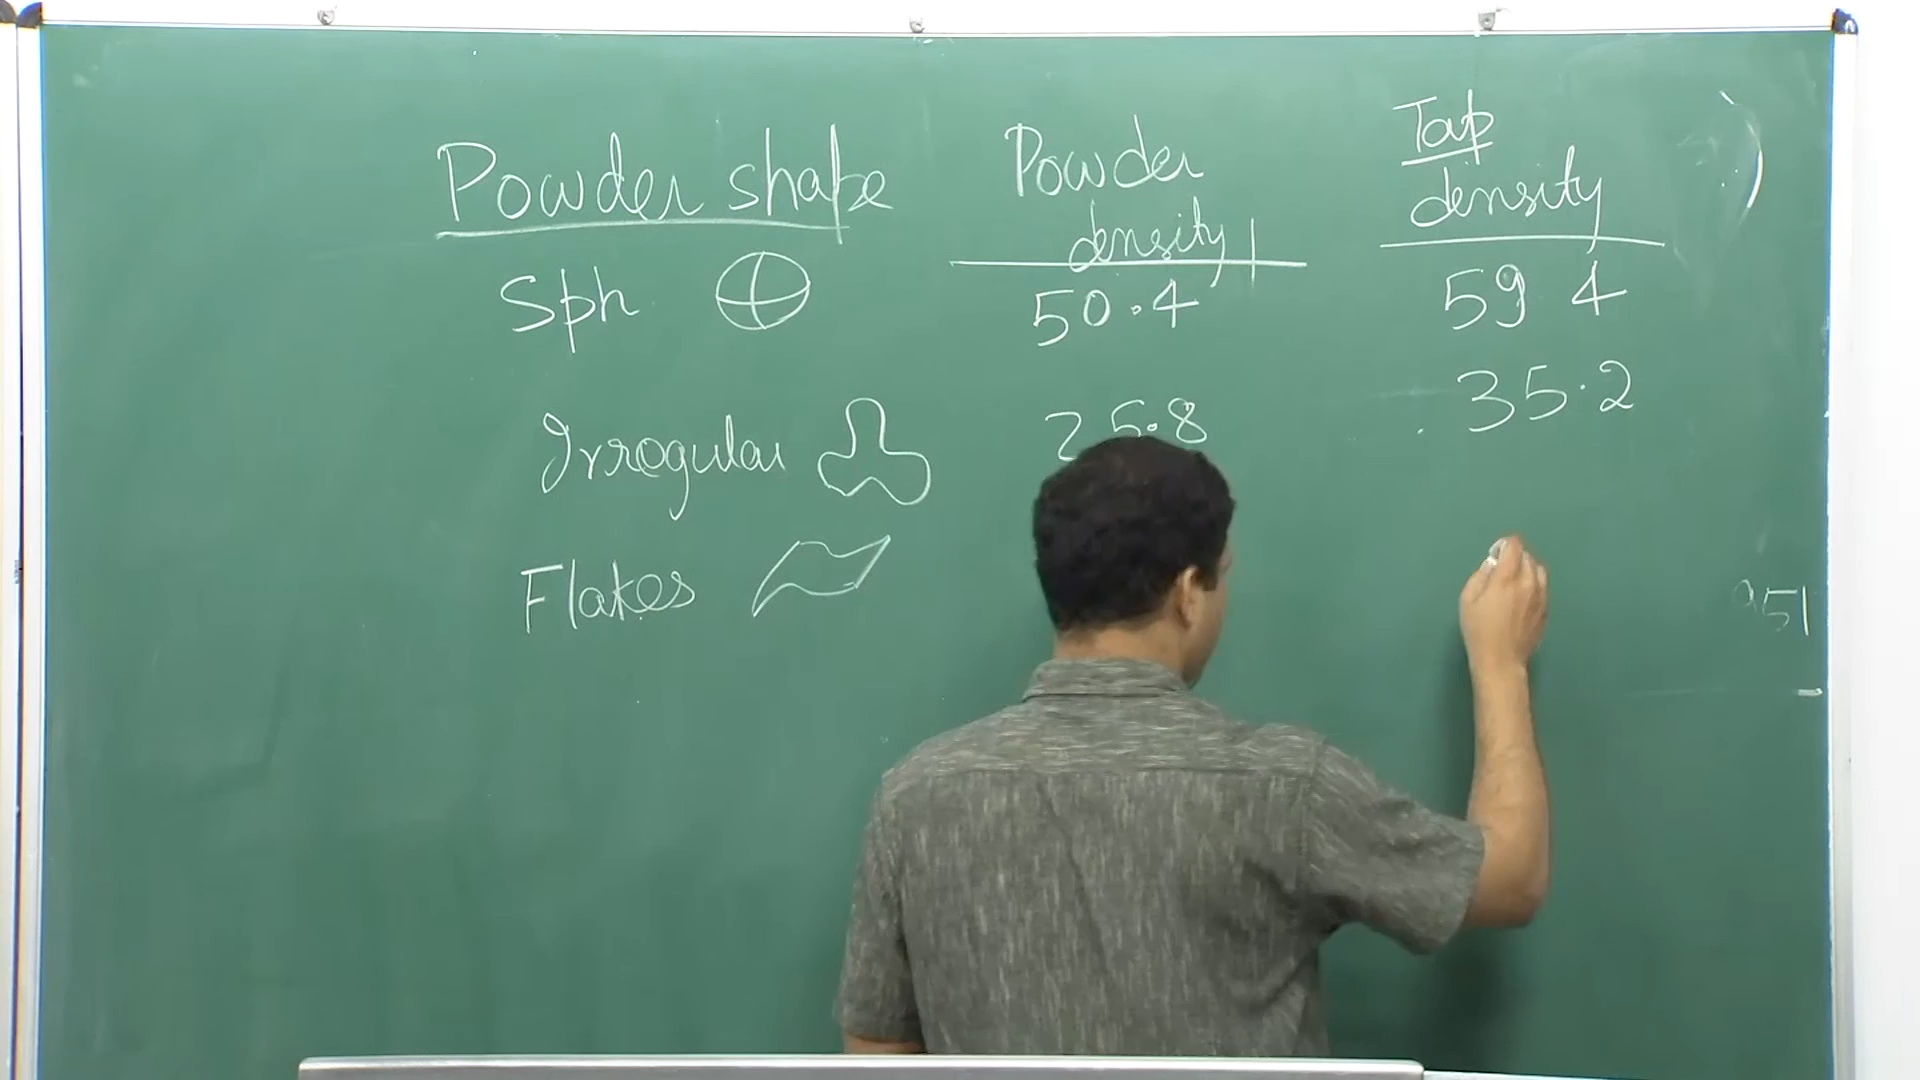 Powder shape
Powder
density
Tap
density
Sph
50.4
59 4
Irregular
25.8
35.2
Flakes